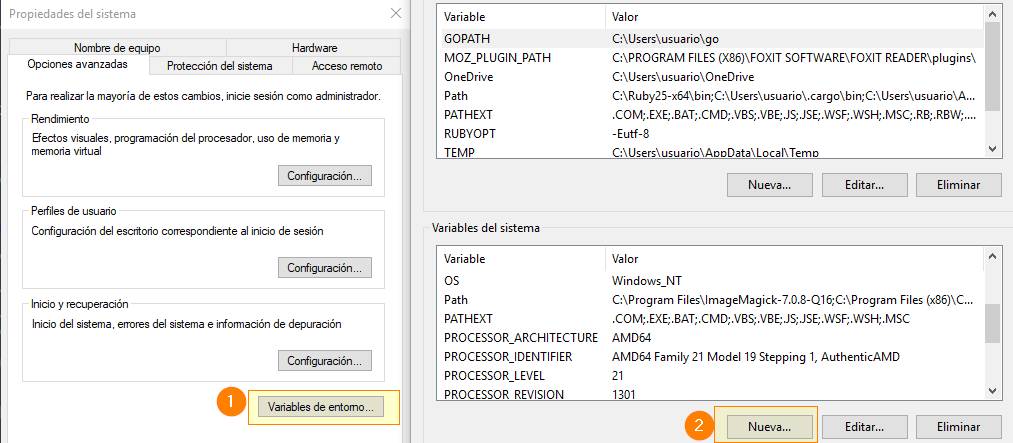 Propiedades del sistema
Nombre de equipo
Hardware
Opciones avanzadas
Protección del sistema
Acceso remoto
Para realizar la mayoría de estos cambios, inicie sesión como administrador.
Rendimiento
Efectos visuales, programación del procesador, uso de memoria y
memoria virtual
Configuración...
Perfiles de usuario
Configuración del escritorio correspondiente al inicio de sesión
Configuración...
Inicio y recuperación
Inicio del sistema, errores del sistema e información de depuración
Configuración...
1
Variables de entorno...
Variable Valor
GOPATH C:\Users\usuario\go
MOZ_PLUGIN_PATH C:\PROGRAM FILES (X86)\FOXIT SOFTWARE\FOXIT READER\plugins\
OneDrive C:\Users\usuario\OneDrive
Path C:\Ruby25-x64\bin;C:\Users\usuario\.cargo\bin;C:\Users\usuario\A...
PATHEXT .COM;.EXE;.BAT;.CMD;.VBS;.VBE;.JS;.JSE;.WSF;.WSH;.MSC;.RB;.RBW;....
RUBYOPT -Eutf-8
TEMP C:\Users\usuario\AppData\Local\Temp
Nueva... Editar... Eliminar
Variables del sistema
Variable Valor
OS Windows_NT
Path C:\Program Files\ImageMagick-7.0.8-Q16;C:\Program Files (x86)\C...
PATHEXT .COM;.EXE;.BAT;.CMD;.VBS;.VBE;.JS;.JSE;.WSF;.WSH;.MSC
PROCESSOR_ARCHITECTURE AMD64
PROCESSOR_IDENTIFIER AMD64 Family 21 Model 19 Stepping 1, AuthenticAMD
PROCESSOR_LEVEL 21
PROCESSOR_REVISION 1301
2
Nueva... Editar... Eliminar